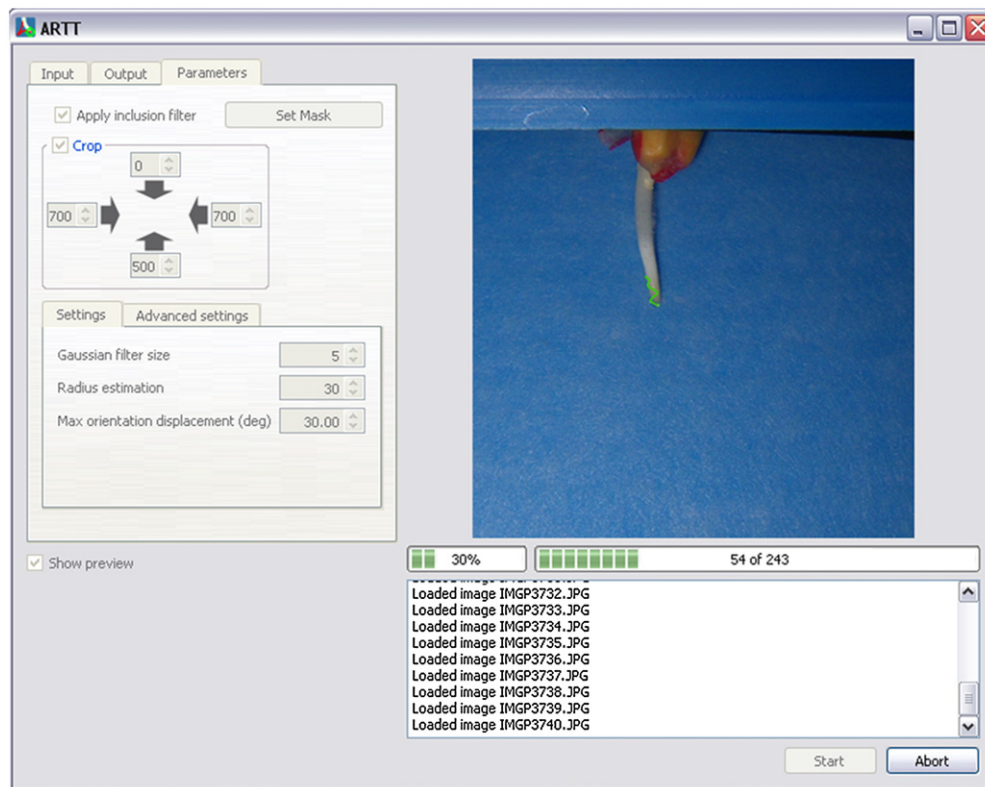 ARTT
Input Output Parameters
Apply inclusion filter Set Mask
Crop
0
700 700
500
Settings Advanced settings
Gaussian filter size 5
Radius estimation 30
Max orientation displacement (deg) 30.00
Show preview
30% 54 of 243
Loaded image IMGP3732.JPG
Loaded image IMGP3733.JPG
Loaded image IMGP3734.JPG
Loaded image IMGP3735.JPG
Loaded image IMGP3736.JPG
Loaded image IMGP3737.JPG
Loaded image IMGP3738.JPG
Loaded image IMGP3739.JPG
Loaded image IMGP3740.JPG
Start Abort